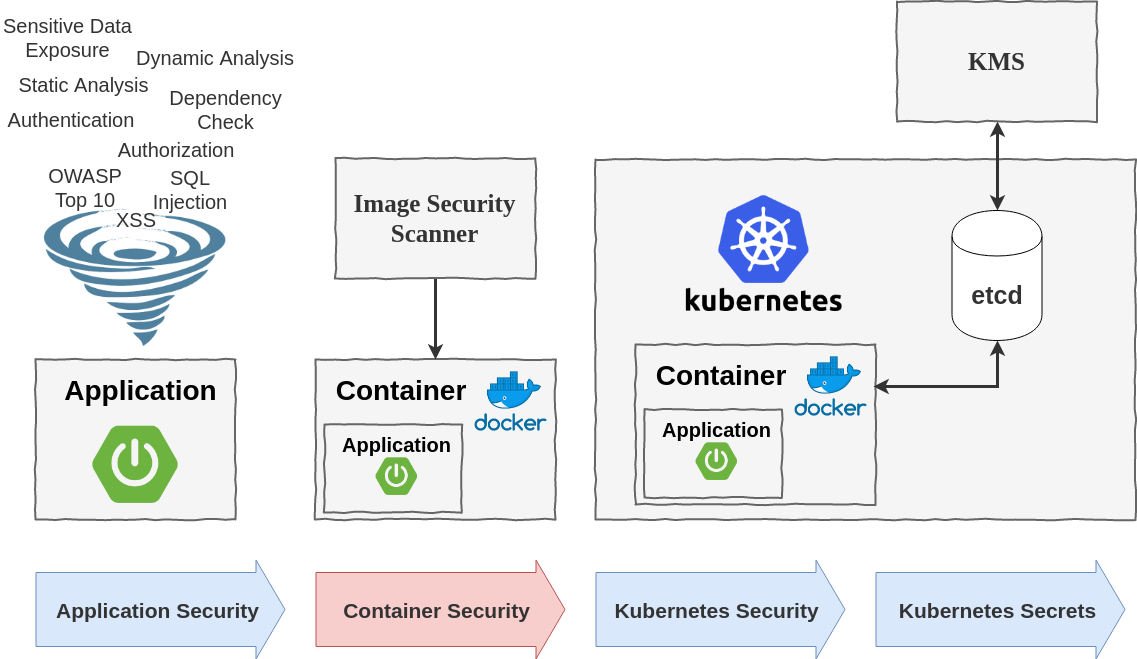 Sensitive Data
Exposure
Dynamic Analysis
Static Analysis
Dependency
Check
Authentication
Authorization
OWASP
Top 10
SQL
Injection
XSS
Application
Image Security
Scanner
Container
docker
Application
KMS
kubernetes
etcd
Container
docker
Application
Application Security
Container Security
Kubernetes Security
Kubernetes Secrets